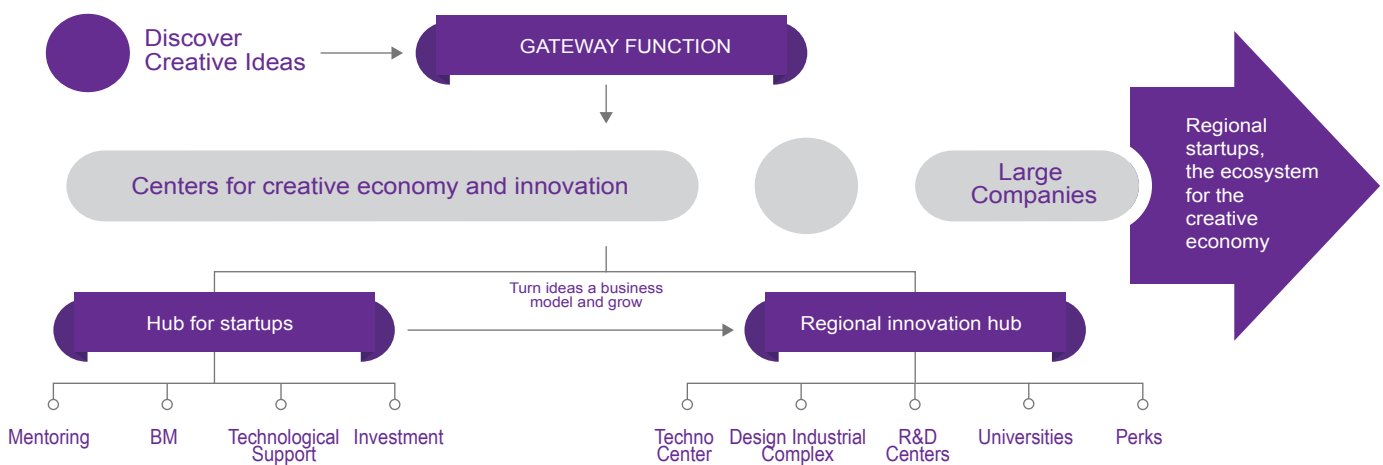 Discover
Creative Ideas
GATEWAY FUNCTION
Centers for creative economy and innovation
Large
Companies
Regional
startups,
the ecosystem
for the
creative
economy
Turn ideas a business
model and grow
Hub for startups
Regional innovation hub
Mentoring
BM
Technological
Support
Investment
Techno
Center
Design Industrial
Complex
R&D
Centers
Universities
Perks